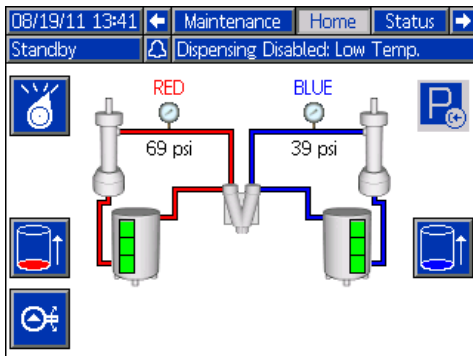 08/19/11 13:41 Maintenance Home Status
Standby Dispensing Disabled: Low Temp.
RED BLUE
69 psi 39 psi
P